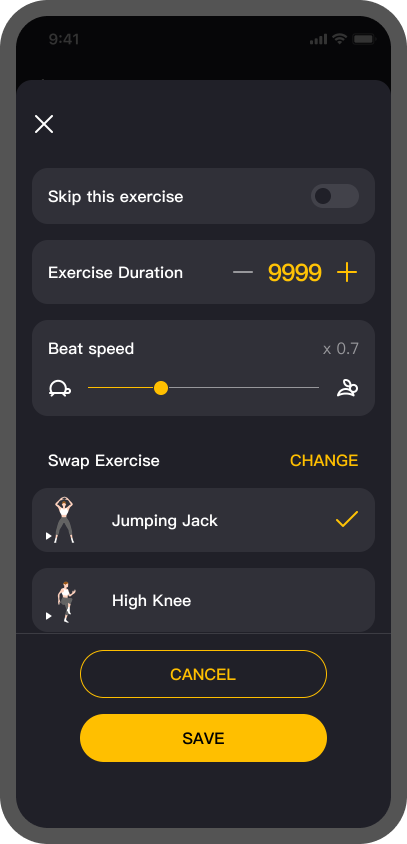 9:41
Skip this exercise
Exercise Duration
9999
Beat speed
x 0.7
Swap Exercise
CHANGE
Jumping Jack
High Knee
CANCEL
SAVE